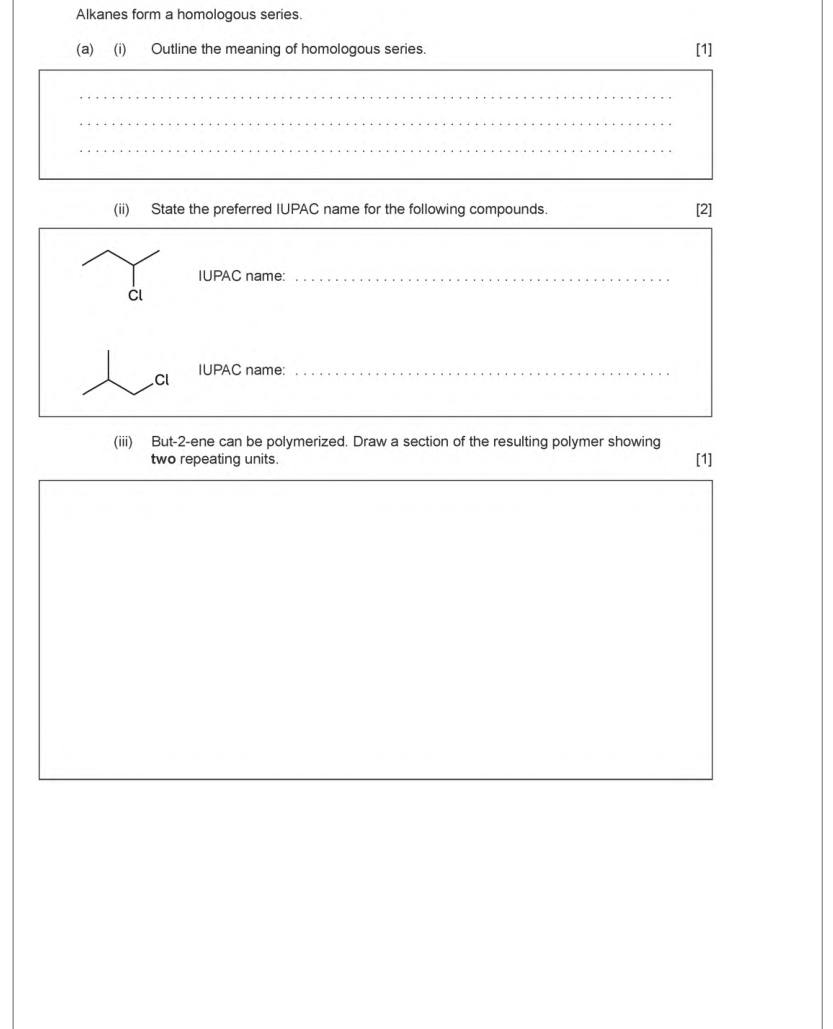 Alkanes form a homologous series.
(a) (i) Outline the meaning of homologous series. [1]
(ii) State the preferred IUPAC name for the following compounds. [2]
Cl
IUPAC name:
Cl
IUPAC name:
(iii) But-2-ene can be polymerized. Draw a section of the resulting polymer showing
two repeating units. [1]